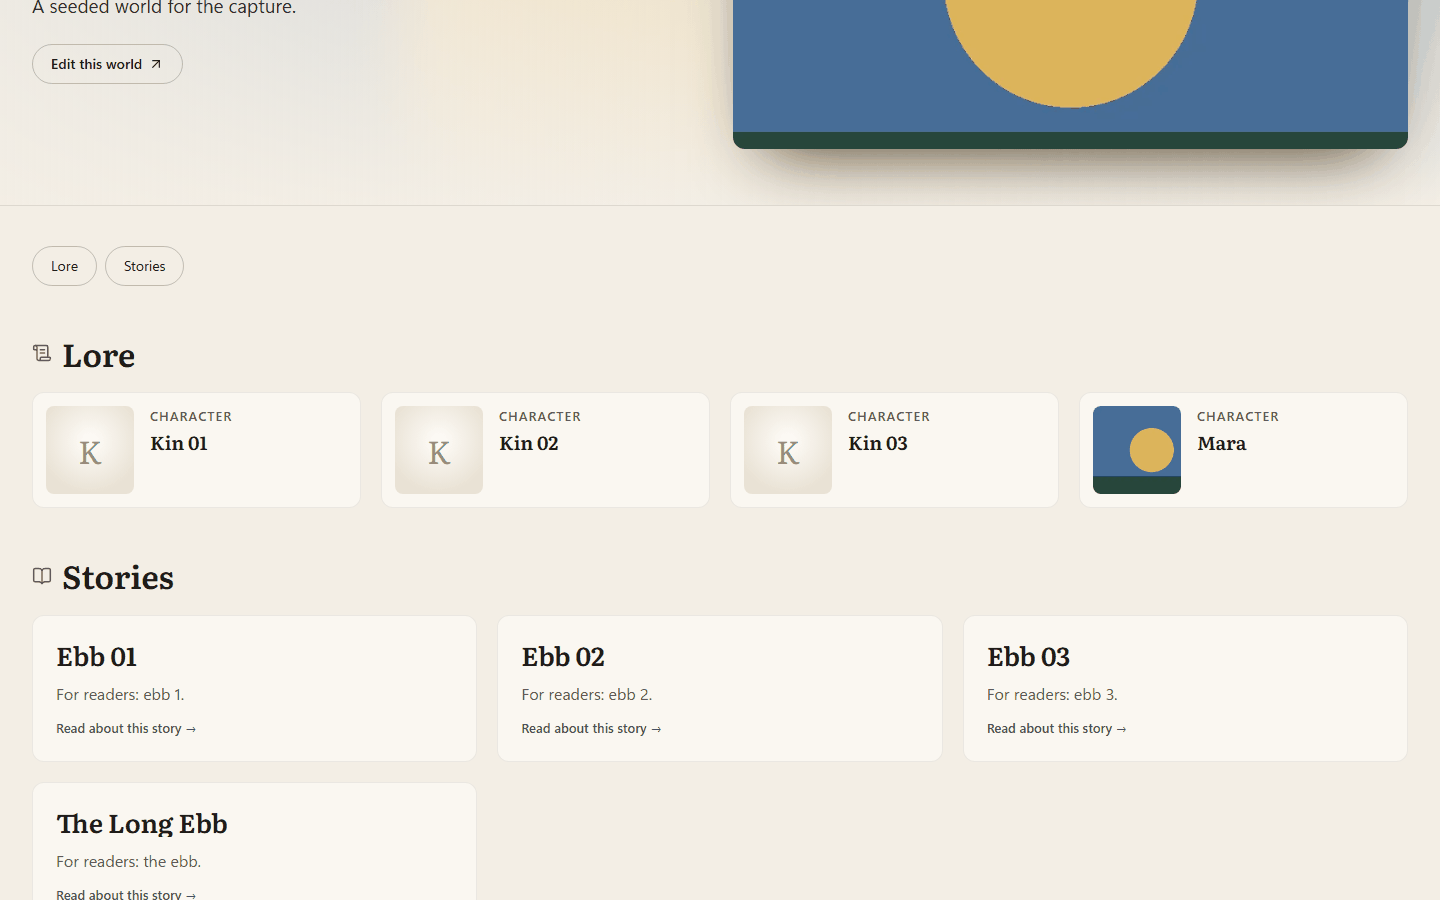 A seeded world for the capture.
Edit this world
Lore
Stories
Lore
K
CHARACTER
Kin 01
K
CHARACTER
Kin 02
K
CHARACTER
Kin 03
CHARACTER
Mara
Stories
Ebb 01
For readers: ebb 1.
Read about this story →
Ebb 02
For readers: ebb 2.
Read about this story →
Ebb 03
For readers: ebb 3.
Read about this story →
The Long Ebb
For readers: the ebb.
Read about this story →